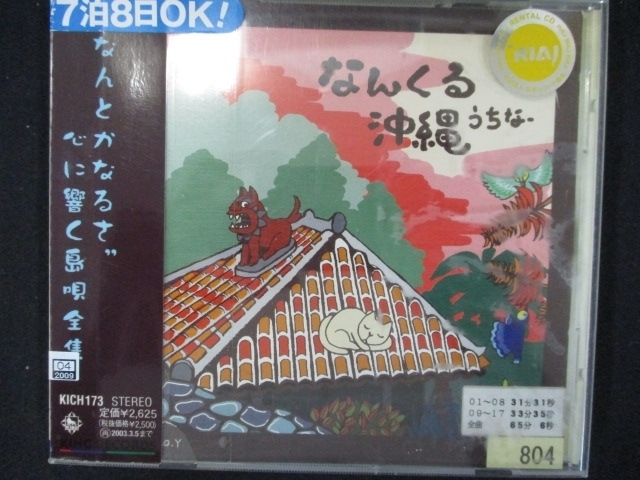 7泊8日OK!
なんとかなるさ"
心に響く島唄全集
なんくる
沖縄うちなー
RENTAL CD
RIAJ
04
2009
KICH173 STEREO
定価¥2,625
(税抜価格¥2,500)
2003.3.5まで
O.Y
01〜08 31分31秒
09〜17 33分35秒
全曲 65分 6秒
804